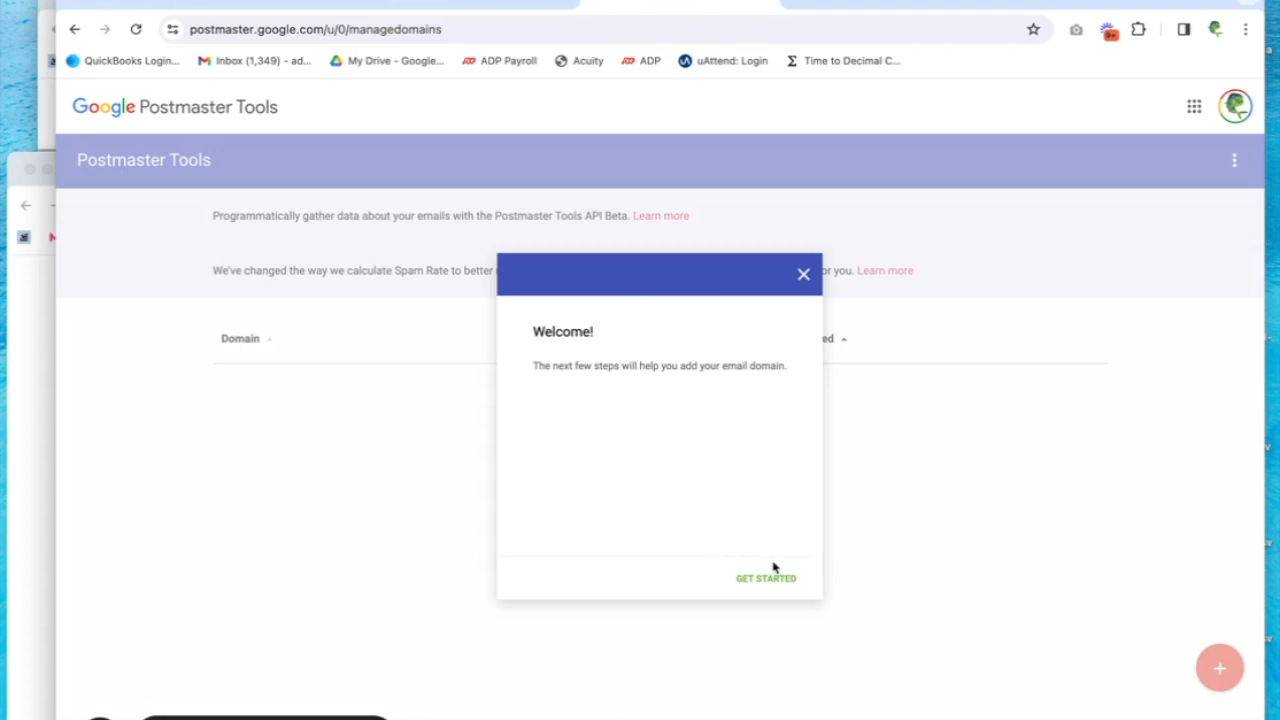 postmaster.google.com/u/0/managedomains
QuickBooks Login... Inbox (1,349) - ad... My Drive - Google... ADP Payroll Acuity ADP uAttend: Login Time to Decimal C...
Google Postmaster Tools
Postmaster Tools
Programmatically gather data about your emails with the Postmaster Tools API Beta. Learn more
We've changed the way we calculate Spam Rate to better or you. Learn more
Domain ed
Welcome!
The next few steps will help you add your email domain.
GET STARTED